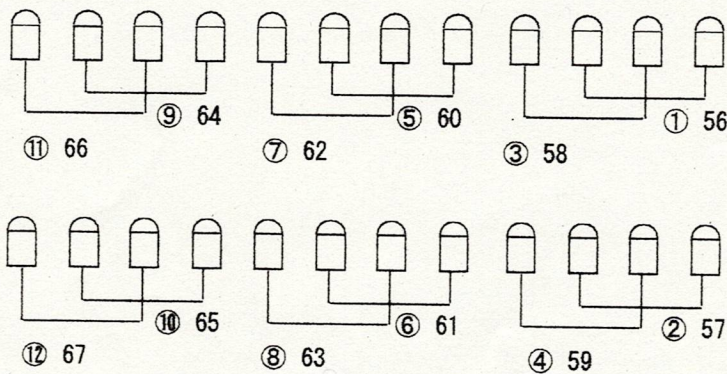 ⑨ 64 ⑤ 60 ① 56
⑪ 66 ⑦ 62 ③ 58
⑩ 65 ⑥ 61 ② 57
⑫ 67 ⑧ 63 ④ 59